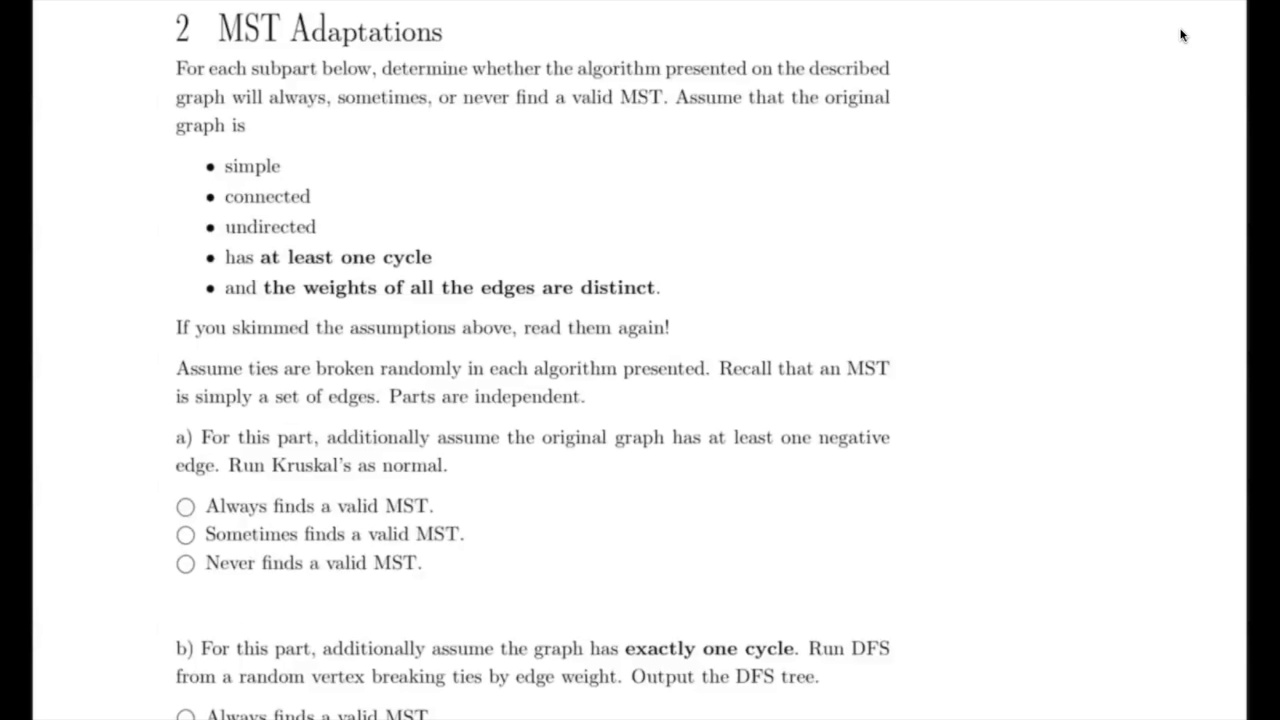 2 MST Adaptations
For each subpart below, determine whether the algorithm presented on the described
graph will always, sometimes, or never find a valid MST. Assume that the original
graph is
• simple
• connected
• undirected
• has at least one cycle
• and the weights of all the edges are distinct.
If you skimmed the assumptions above, read them again!
Assume ties are broken randomly in each algorithm presented. Recall that an MST
is simply a set of edges. Parts are independent.
a) For this part, additionally assume the original graph has at least one negative
edge. Run Kruskal's as normal.
Always finds a valid MST.
Sometimes finds a valid MST.
Never finds a valid MST.
b) For this part, additionally assume the graph has exactly one cycle. Run DFS
from a random vertex breaking ties by edge weight. Output the DFS tree.
Always finds a valid MST.